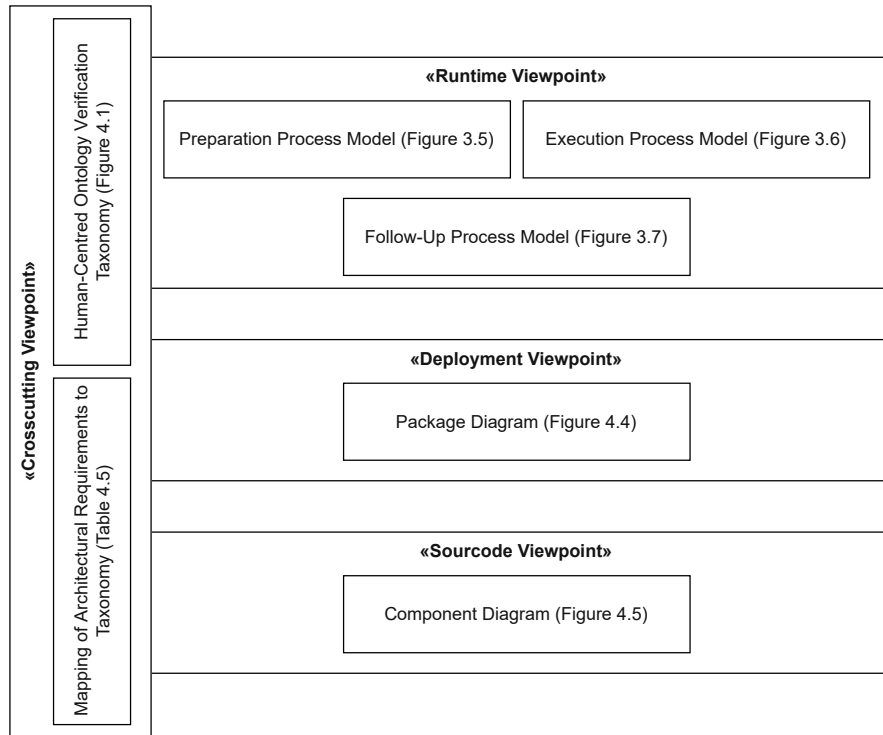 «Crosscutting Viewpoint»
Human-Centred Ontology Verification
Taxonomy (Figure 4.1)
Mapping of Architectural Requirements to
Taxonomy (Table 4.5)
«Runtime Viewpoint»
Preparation Process Model (Figure 3.5)
Execution Process Model (Figure 3.6)
Follow-Up Process Model (Figure 3.7)
«Deployment Viewpoint»
Package Diagram (Figure 4.4)
«Sourcode Viewpoint»
Component Diagram (Figure 4.5)